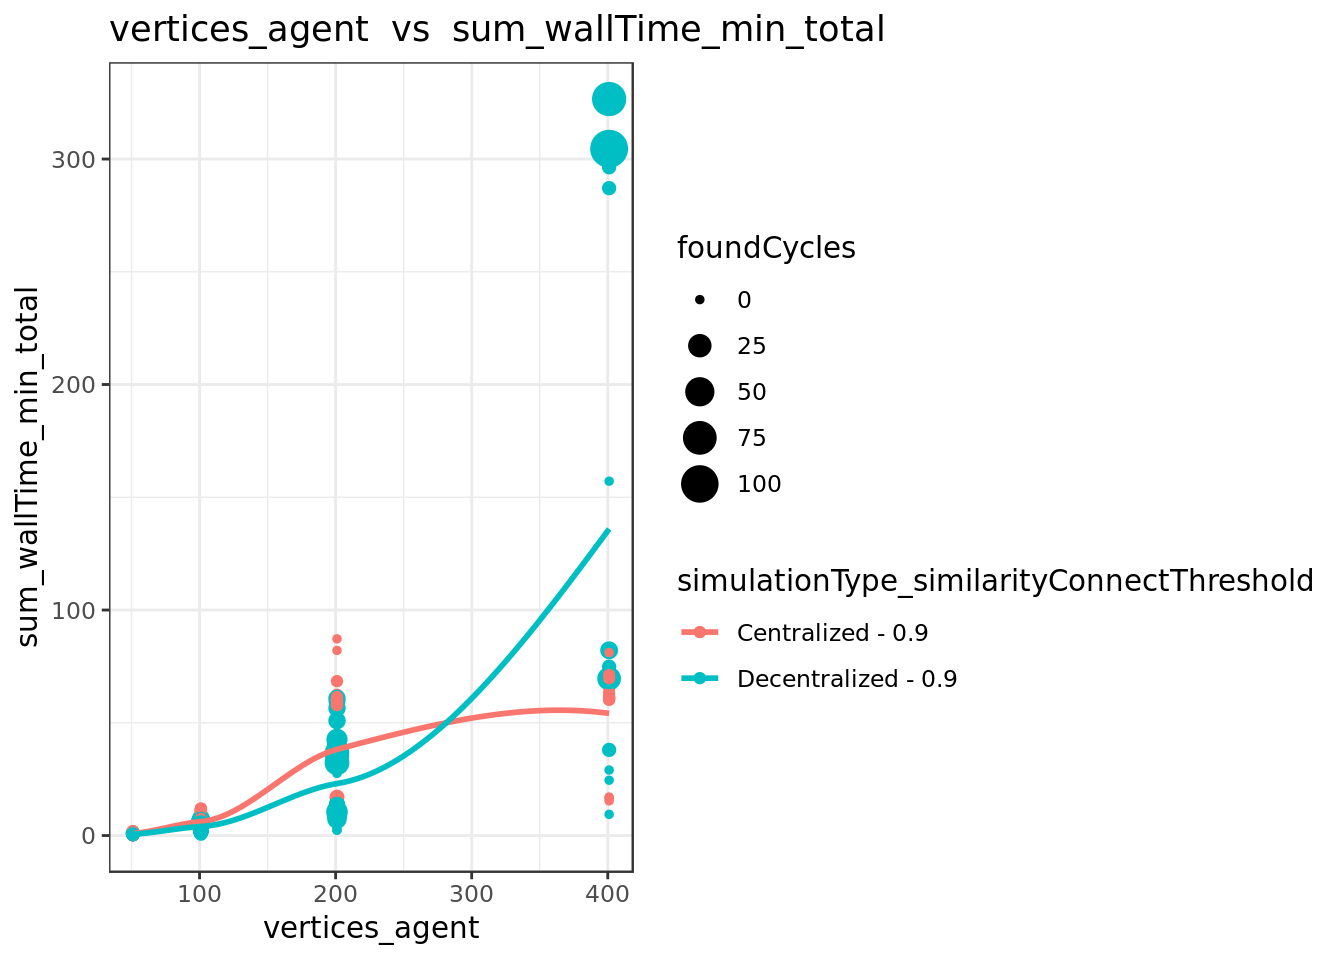 vertices_agent  vs  sum_wallTime_min_total
sum_wallTime_min_total
300
200
100
0
100
200
300
400
vertices_agent
foundCycles
0
25
50
75
100
simulationType_similarityConnectThreshold
Centralized - 0.9
Decentralized - 0.9